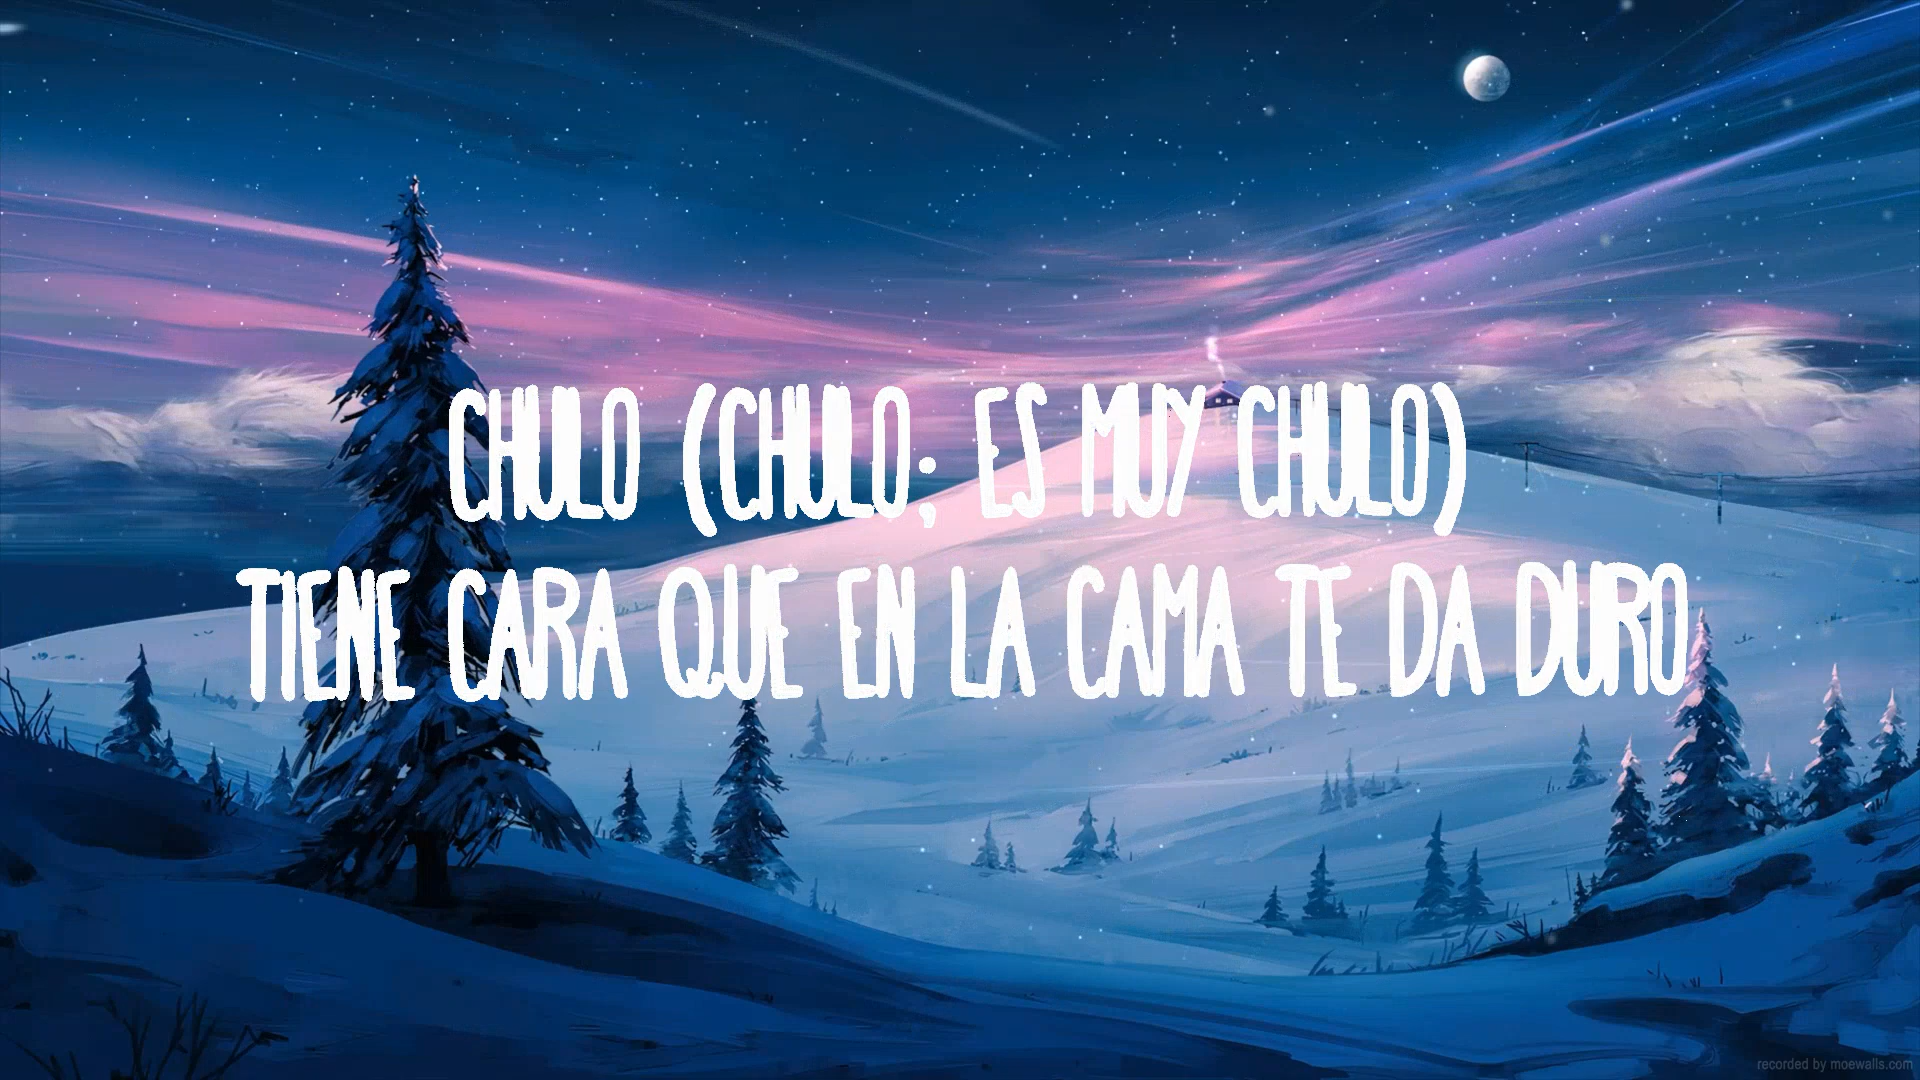 CHULO (CHULO; ES MUY CHULO)
TIENE CARA QUE EN LA CAMA TE DA DURO
recorded by moewalls.com